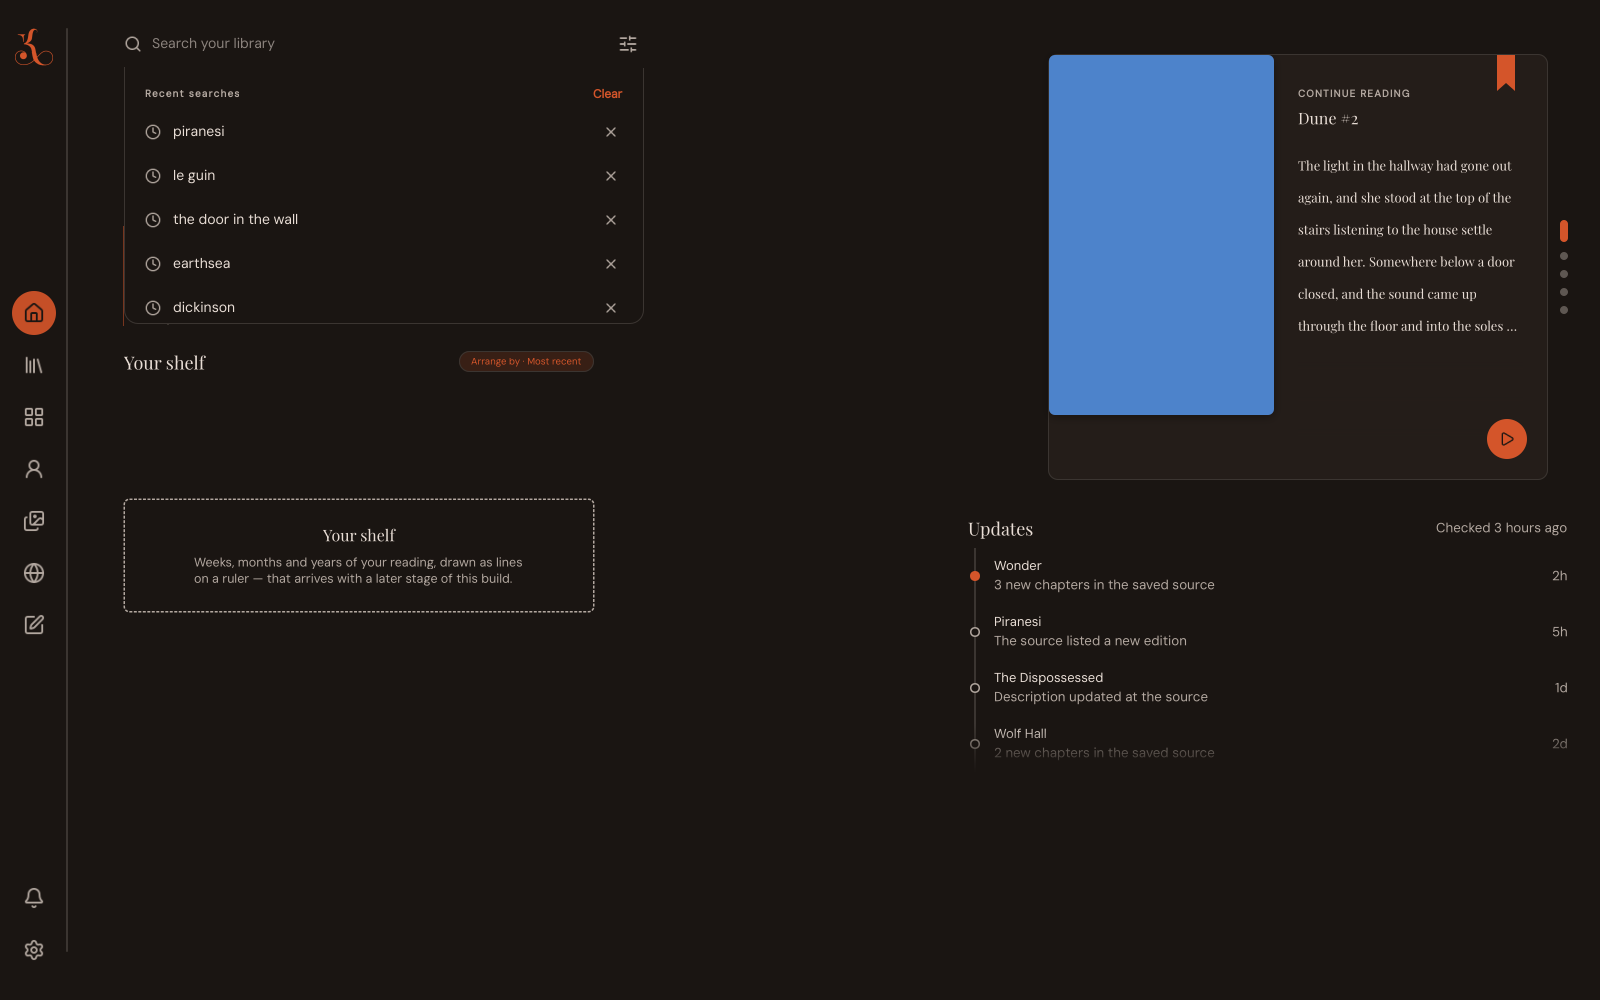 Search your library
Recent searches
Clear
piranesi
le guin
the door in the wall
earthsea
dickinson
Your shelf
Arrange by · Most recent
Your shelf
Weeks, months and years of your reading, drawn as lines
on a ruler — that arrives with a later stage of this build.
CONTINUE READING
Dune #2
The light in the hallway had gone out
again, and she stood at the top of the
stairs listening to the house settle
around her. Somewhere below a door
closed, and the sound came up
through the floor and into the soles ...
Updates
Checked 3 hours ago
Wonder
3 new chapters in the saved source
2h
Piranesi
The source listed a new edition
5h
The Dispossessed
Description updated at the source
1d
Wolf Hall
2 new chapters in the saved source
2d